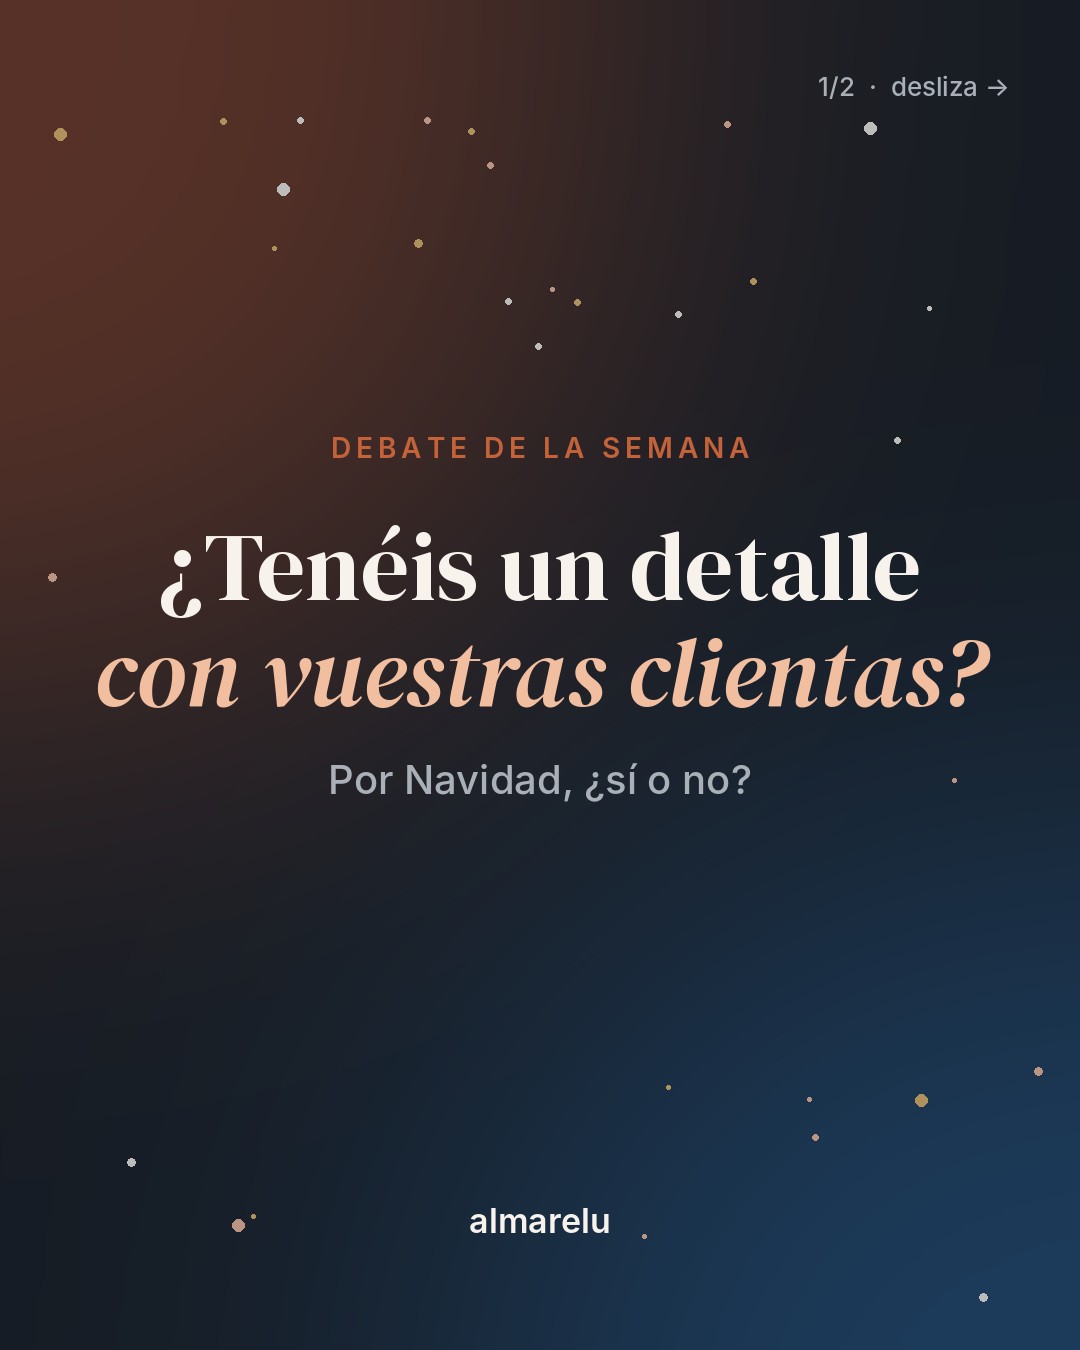 1/2 · desliza →
DEBATE DE LA SEMANA
¿Tenéis un detalle
con vuestras clientas?
Por Navidad, ¿sí o no?
almarelu